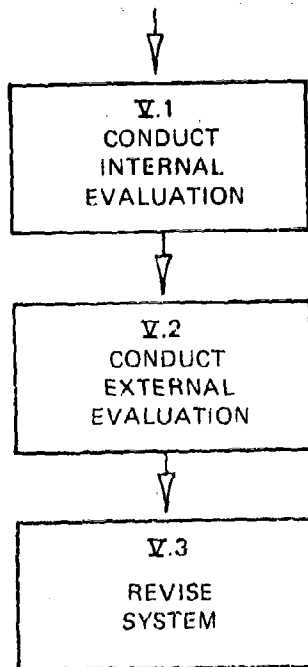 V.1
CONDUCT
INTERNAL
EVALUATION
V.2
CONDUCT
EXTERNAL
EVALUATION
V.3
REVISE
SYSTEM